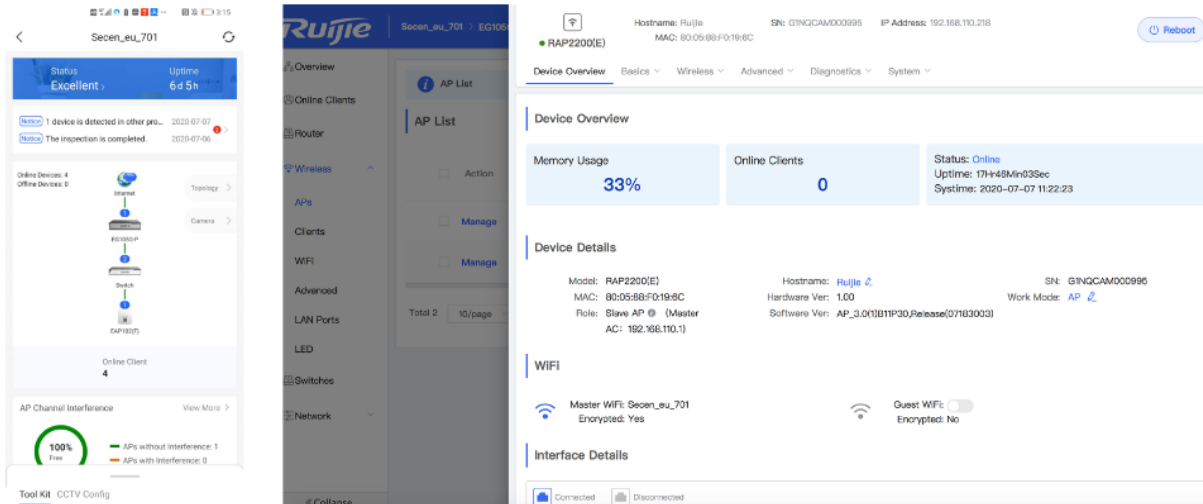 3:15
Secen_eu_701
Status
Excellent
Uptime
6d 5h
Notice 1 device is detected in other pro... 2020-07-07
Notice The inspection is completed. 2020-07-06
Online Devices: 4
Offline Devices: 0
Internet
Topology
1
Camera
2
Switch
1
Online Client
4
AP Channel Interference
View More
100%
Free
APs without Interference: 1
APs with Interference: 0
Tool Kit CCTV Config
Ruijie
Secen_eu_701 > EG105
Overview
Online Clients
Router
Wireless
APs
Clients
WiFi
Advanced
LAN Ports
LED
Switches
Network
Collapse
AP List
AP List
Action
Manage
Manage
Total 2 10/page
RAP2200(E)
Hostname: Ruijie SN: G1NQCAM000995 IP Address: 192.168.110.218
MAC: 80:05:88:F0:19:6C
Reboot
Device Overview Basics Wireless Advanced Diagnostics System
Device Overview
Memory Usage
33%
Online Clients
0
Status: Online
Uptime: 17Hr46Min03Sec
Systime: 2020-07-07 11:22:23
Device Details
Model: RAP2200(E) Hostname: Ruijie SN: G1NQCAM000995
MAC: 80:05:88:F0:19:6C Hardware Ver: 1.00 Work Mode: AP
Role: Slave AP (Master Software Ver: AP_3.0(1)B11P30,Release(07183003)
AC: 192.168.110.1)
WiFi
Master WiFi: Secen_eu_701 Guest WiFi:
Encrypted: Yes Encrypted: No
Interface Details
Connected Disconnected